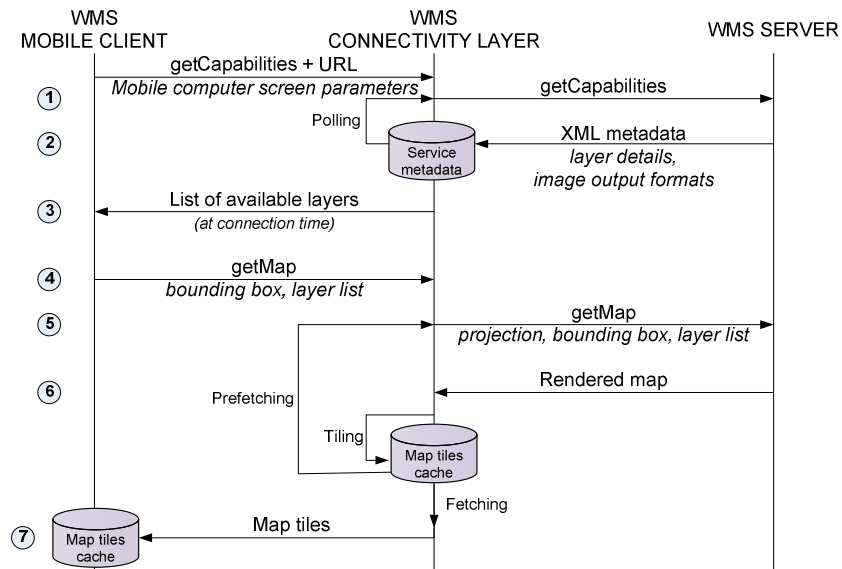 WMS
MOBILE CLIENT
WMS
CONNECTIVITY LAYER
WMS SERVER
getCapabilities + URL
Mobile computer screen parameters
1
getCapabilities
Polling
2
Service
metadata
XML metadata
layer details,
image output formats
3
List of available layers
(at connection time)
4
getMap
bounding box, layer list
5
getMap
projection, bounding box, layer list
6
Rendered map
Prefetching
Tiling
Map tiles
cache
Fetching
7
Map tiles
cache
Map tiles